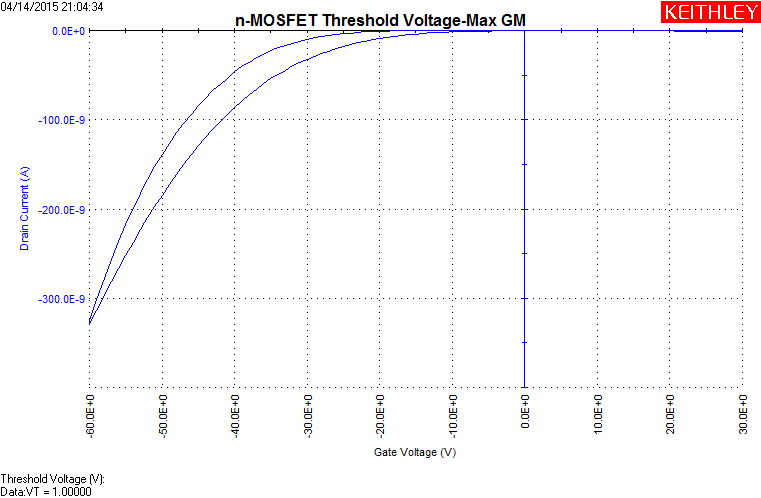 04/14/2015 21:04:34
KEITHLEY
n-MOSFET Threshold Voltage-Max GM
0.0E+0
-100.0E-9
-200.0E-9
-300.0E-9
Drain Current (A)
-60.0E+0 -50.0E+0 -40.0E+0 -30.0E+0 -20.0E+0 -10.0E+0 0.0E+0 10.0E+0 20.0E+0 30.0E+0
Gate Voltage (V)
Threshold Voltage (V):
Data:VT = 1.00000